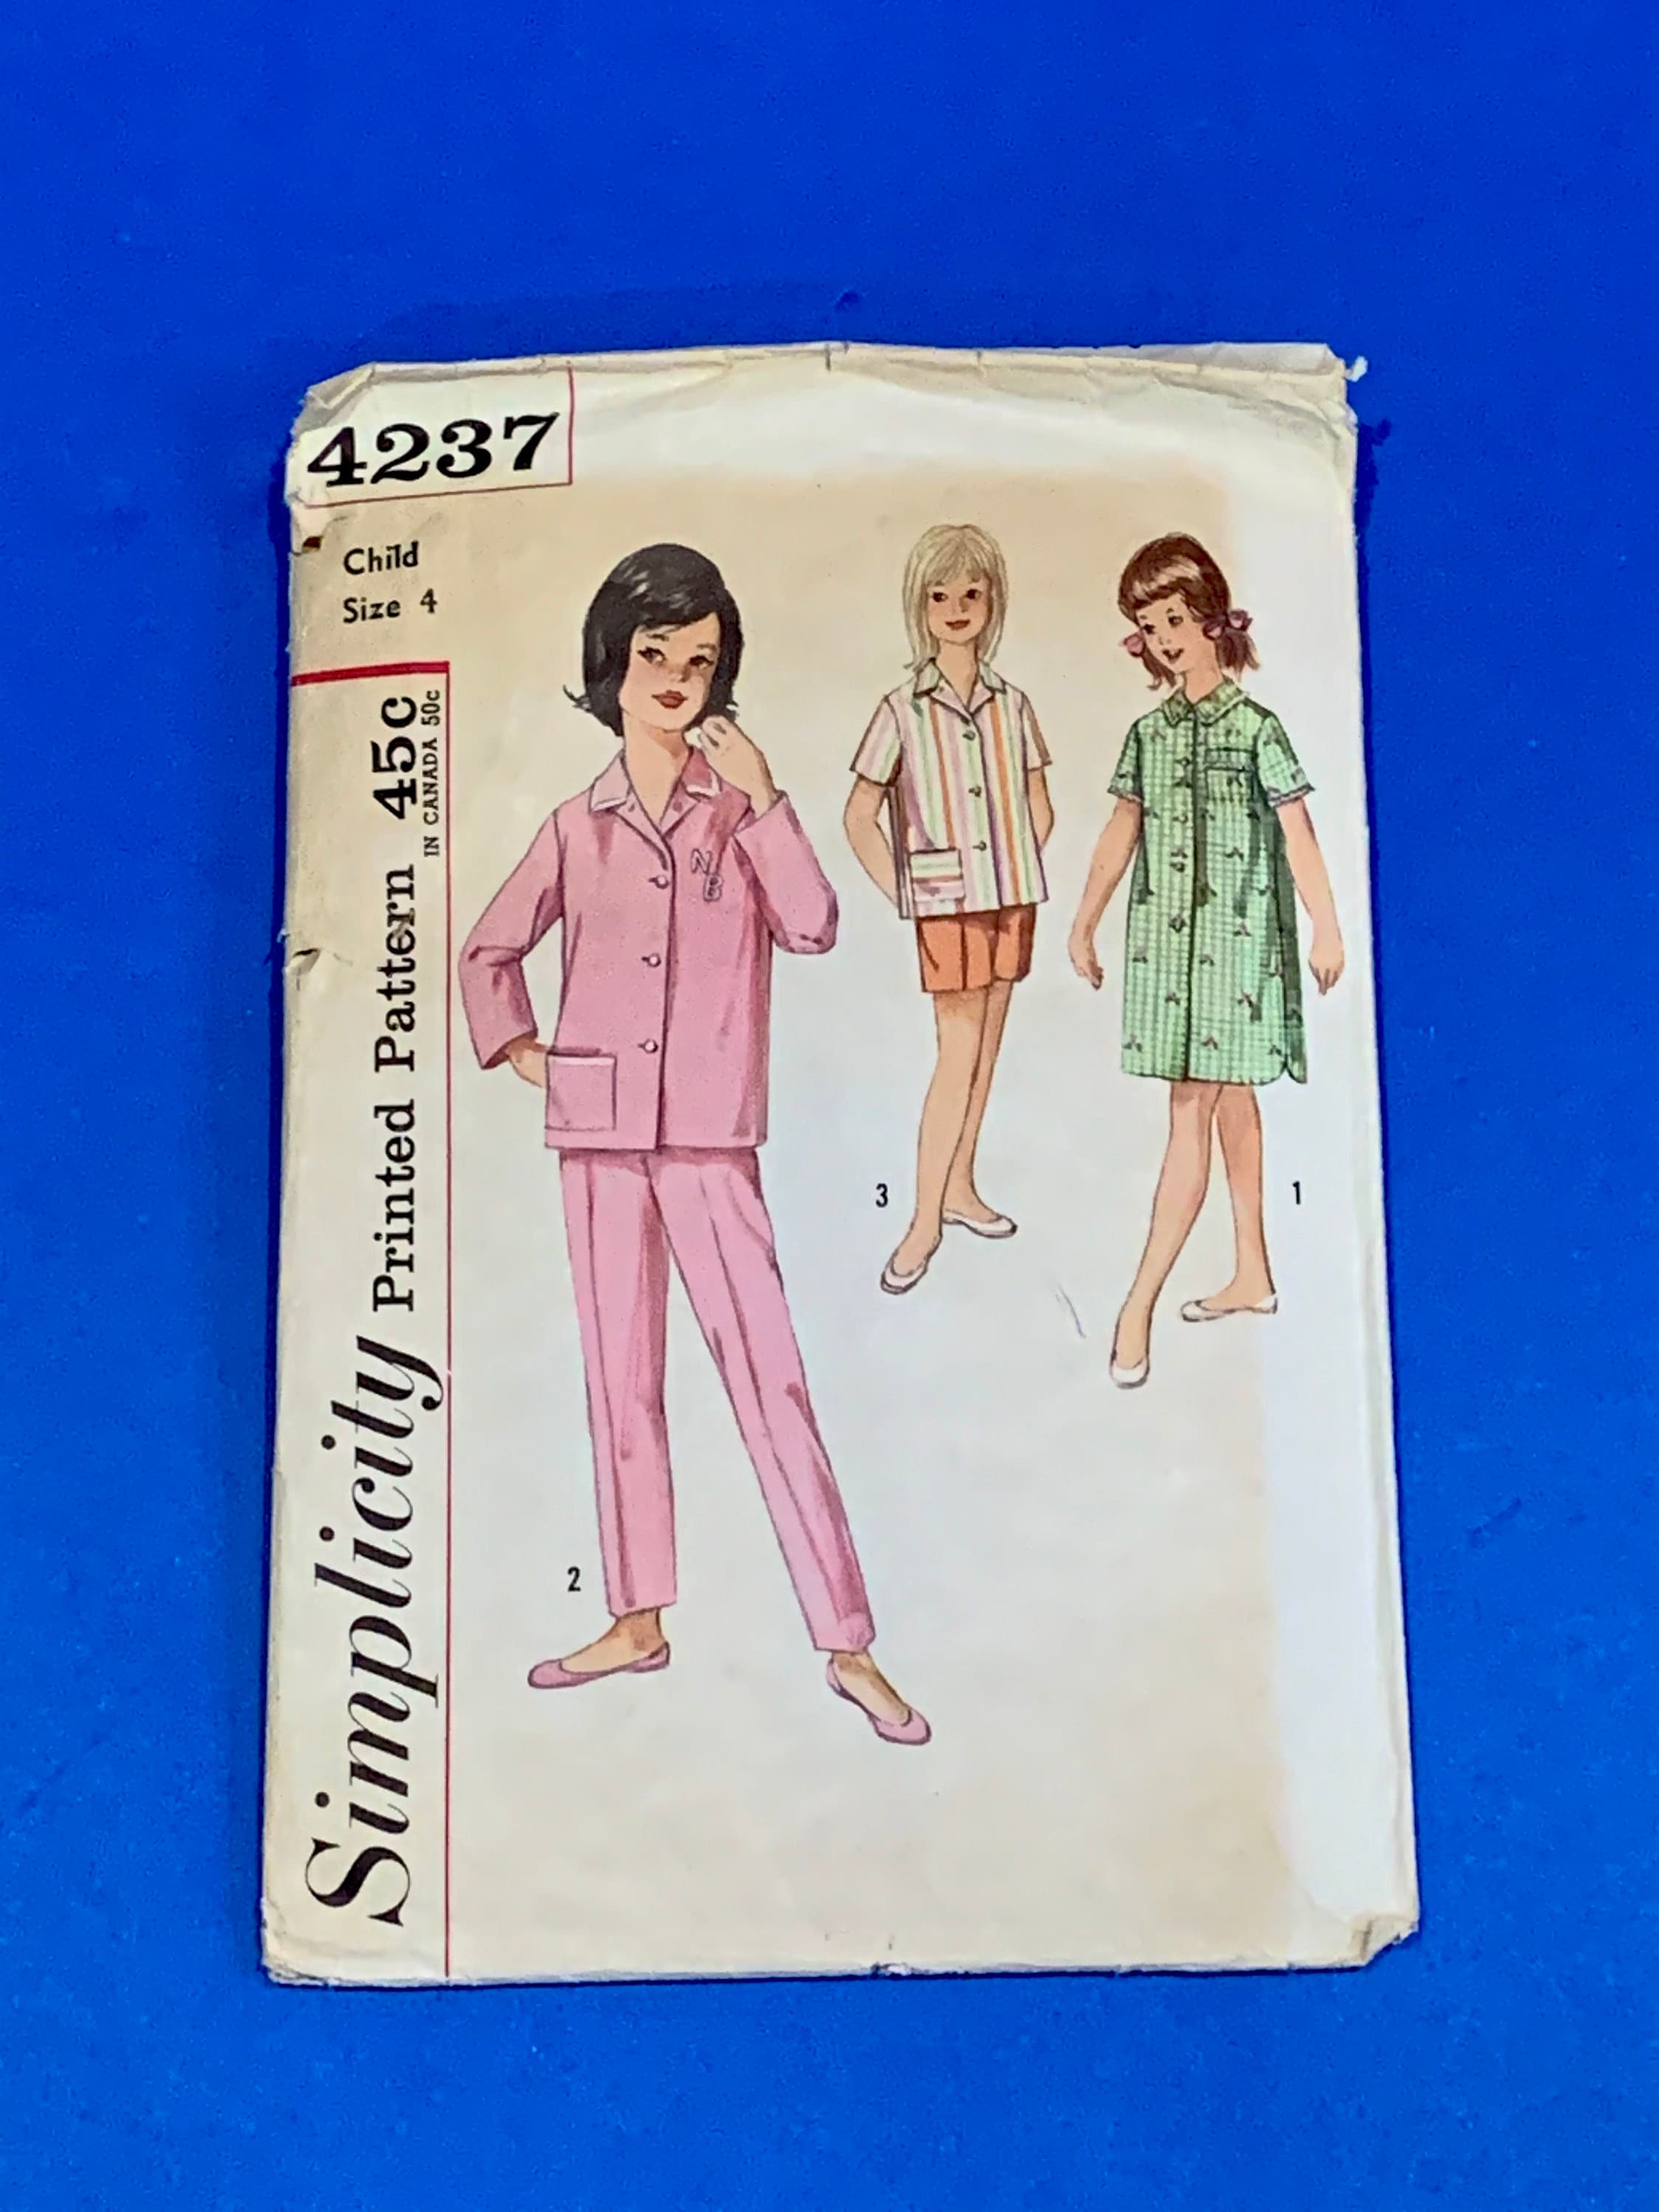 4237
Child
Size 4
Simplicity Printed Pattern 45c
IN CANADA 50c
NB
3
1
2